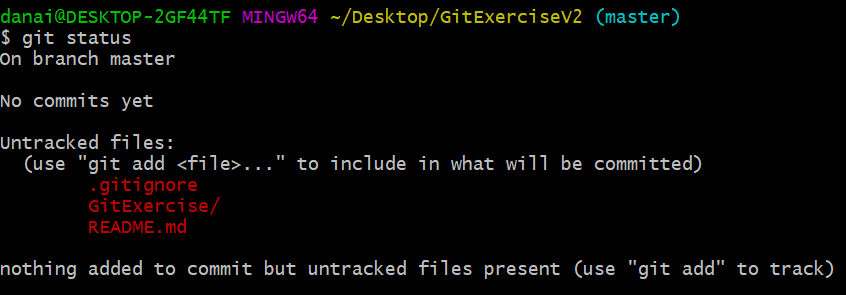 danai@DESKTOP-2GF44TF MINGW64 ~/Desktop/GitExerciseV2 (master)
$ git status
On branch master
No commits yet
Untracked files:
(use "git add <file>..." to include in what will be committed)
.gitignore
GitExercise/
README.md
nothing added to commit but untracked files present (use "git add" to track)